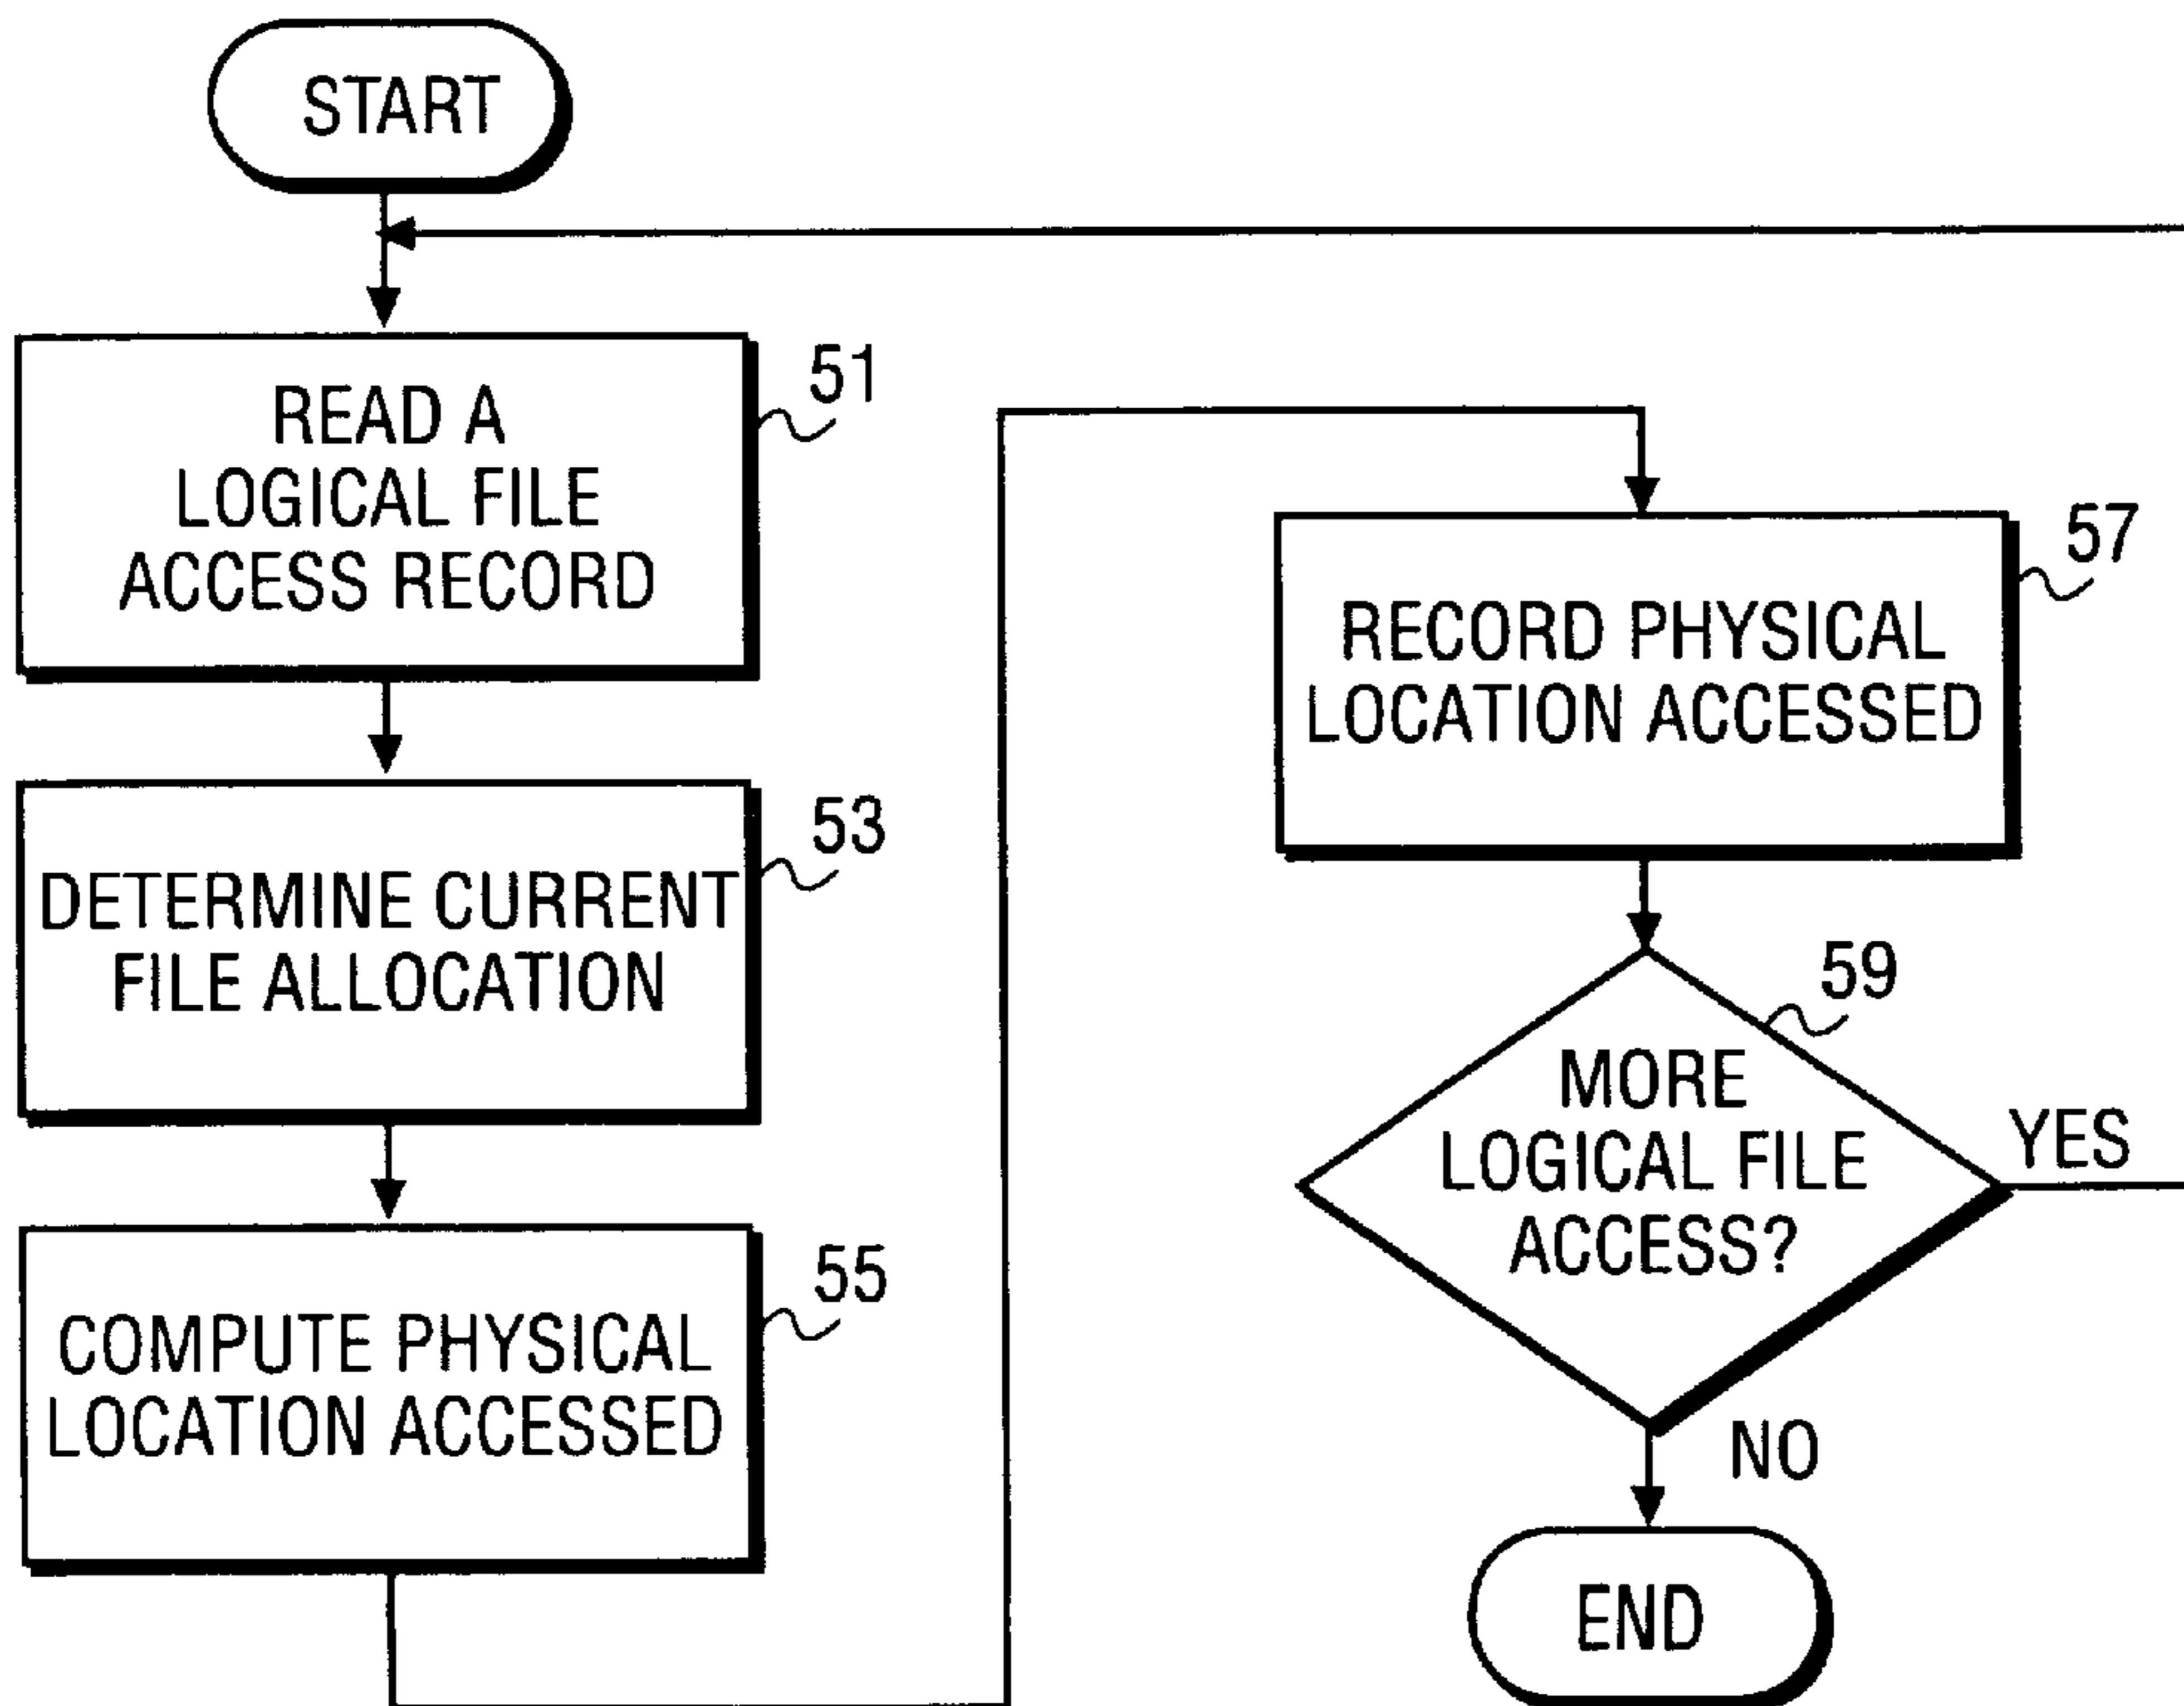 START
READ A
LOGICAL FILE
ACCESS RECORD
51
DETERMINE CURRENT
FILE ALLOCATION
53
COMPUTE PHYSICAL
LOCATION ACCESSED
55
RECORD PHYSICAL
LOCATION ACCESSED
57
MORE
LOGICAL FILE
ACCESS?
59
YES
NO
END